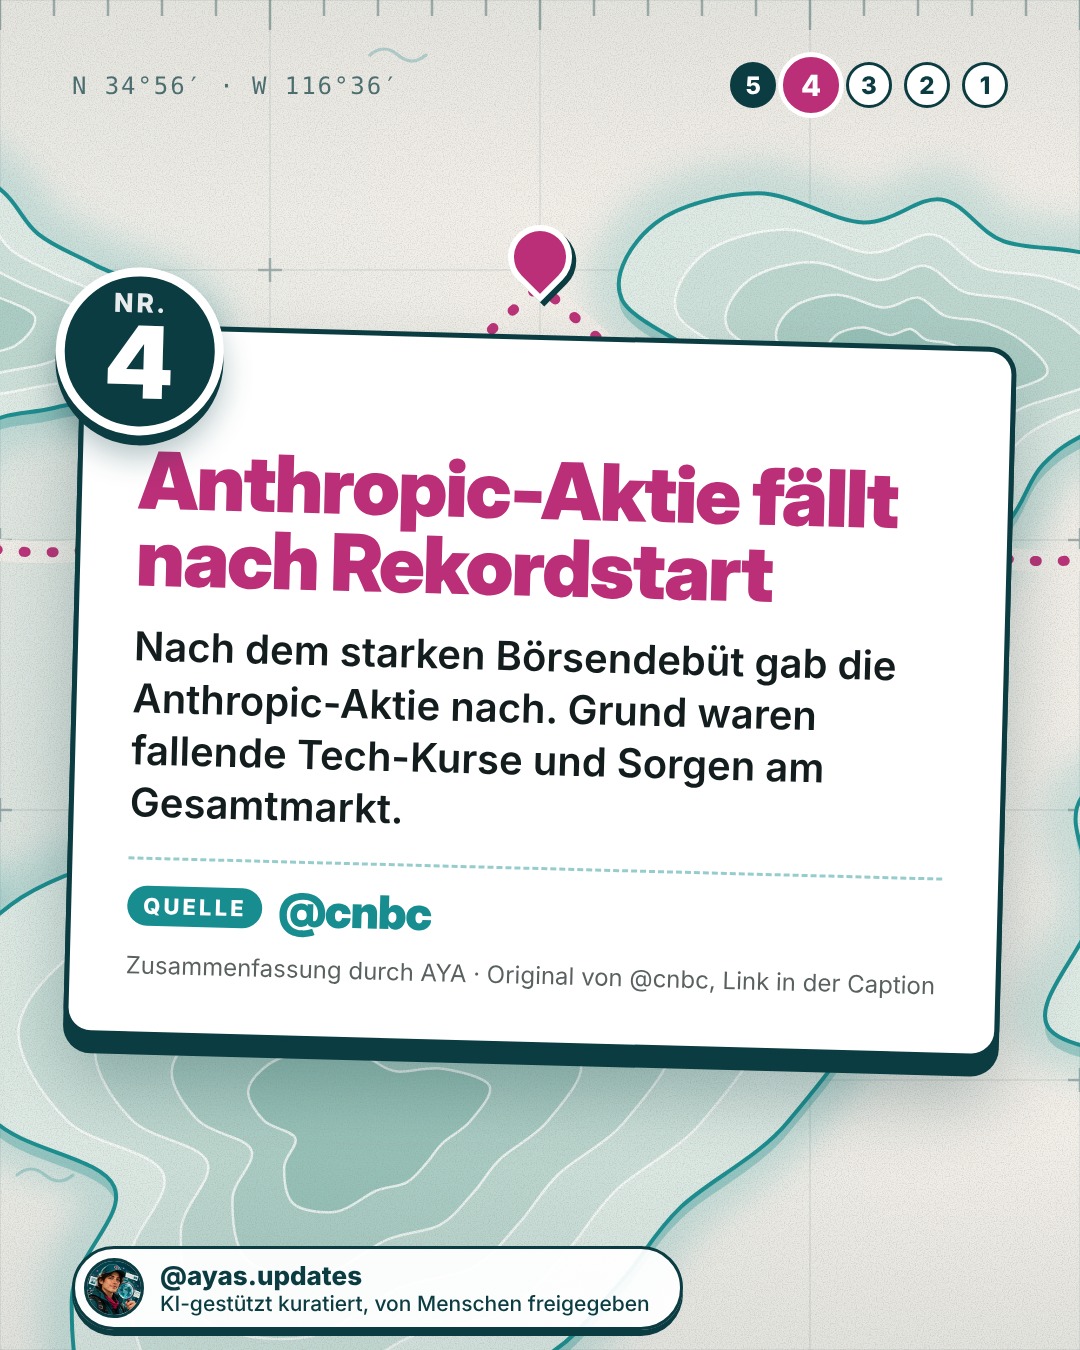 N 34°56′ · W 116°36′
5 4 3 2 1
NR.
4
Anthropic-Aktie fällt
nach Rekordstart
Nach dem starken Börsendebüt gab die
Anthropic-Aktie nach. Grund waren
fallende Tech-Kurse und Sorgen am
Gesamtmarkt.
QUELLE @cnbc
Zusammenfassung durch AYA · Original von @cnbc, Link in der Caption
@ayas.updates
KI-gestützt kuratiert, von Menschen freigegeben